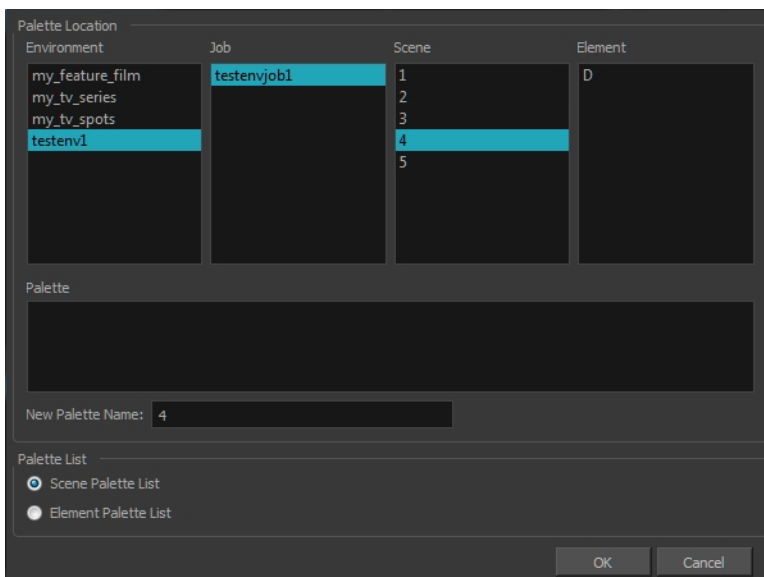 Palette Location
Environment Job Scene Element
my_feature_film testenvjob1 1 D
my_tv_series 2
my_tv_spots 3
testenv1 4
5
Palette
New Palette Name: 4
Palette List
Scene Palette List
Element Palette List
OK Cancel